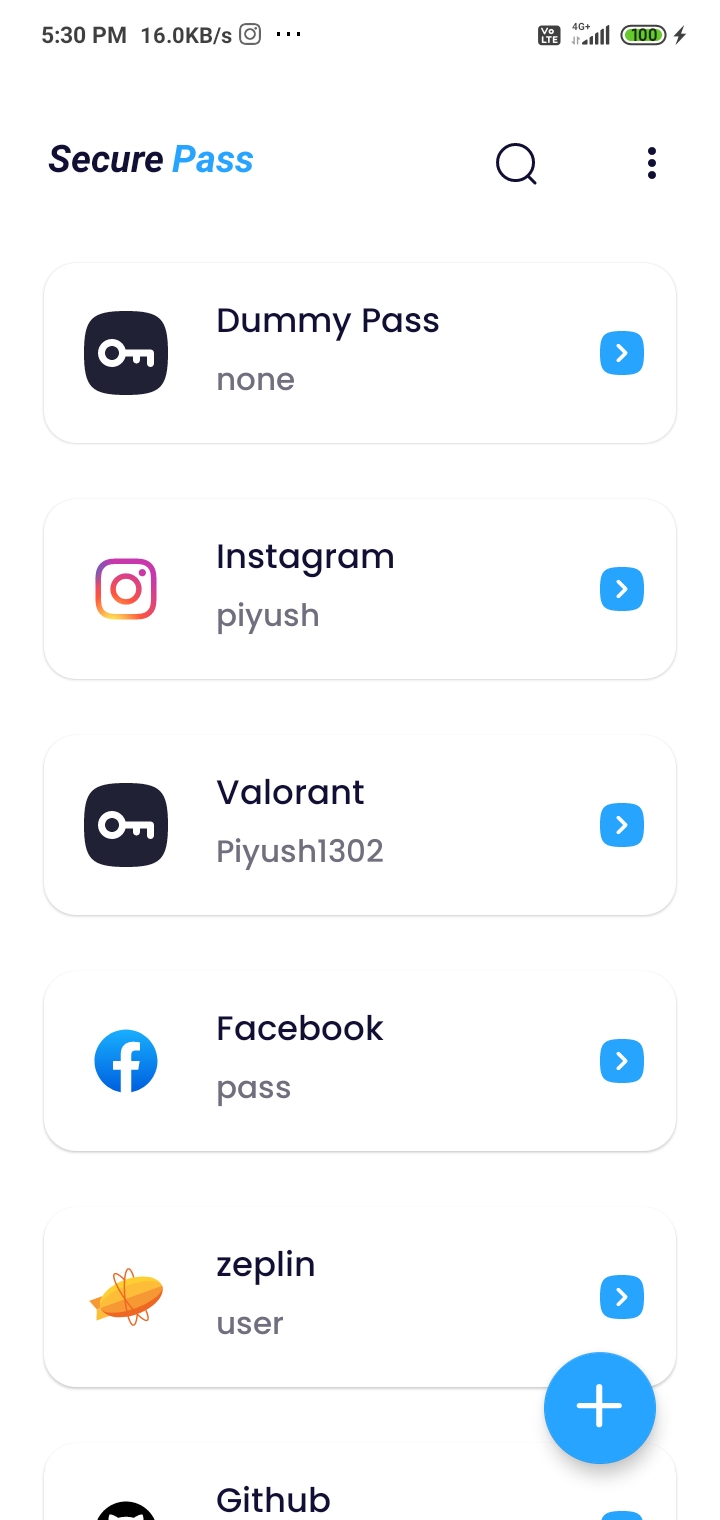 5:30 PM 16.0KB/s ... Vo LTE 4G+ 100
Secure Pass
Dummy Pass
none
Instagram
piyush
Valorant
Piyush1302
Facebook
pass
zeplin
user
Github